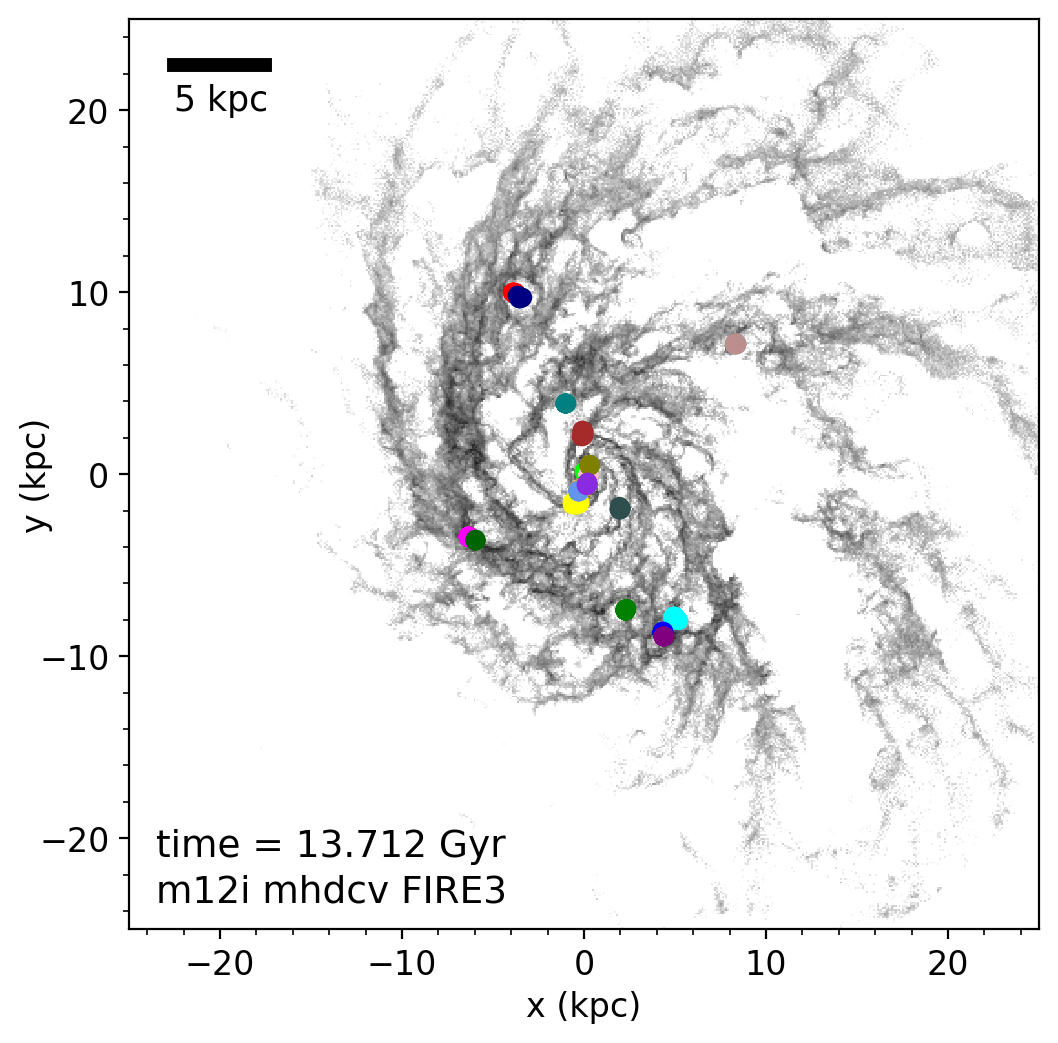 5 kpc
20
10
0
−10
−20
y (kpc)
time = 13.712 Gyr
m12i mhdcv FIRE3
−20 −10 0 10 20
x (kpc)